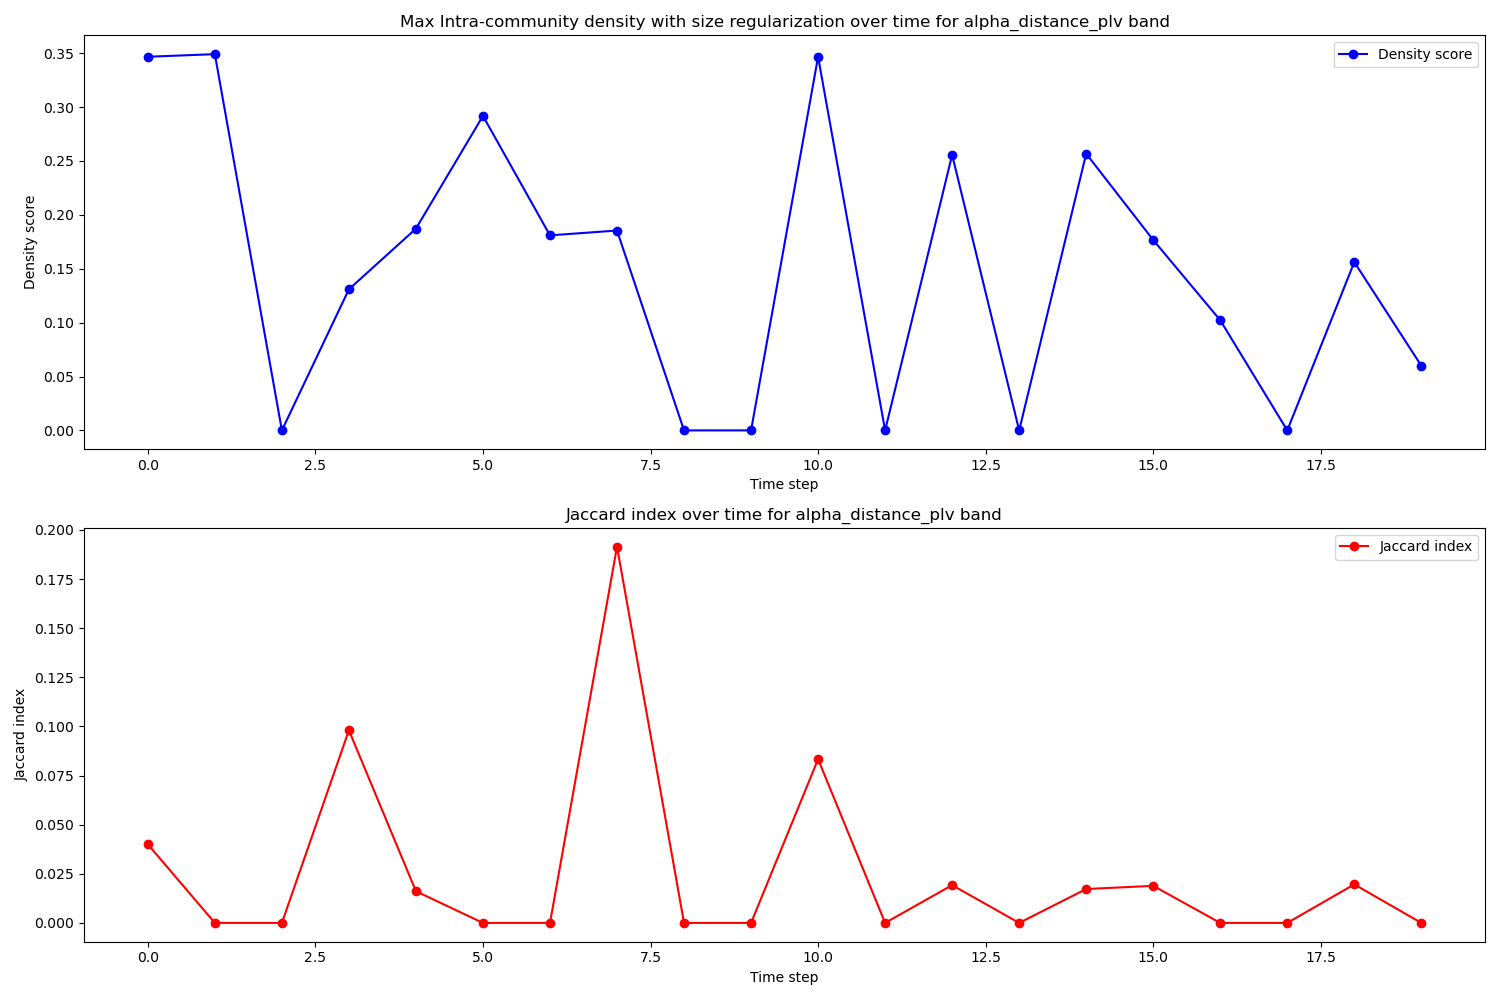 Max Intra-community density with size regularization over time for alpha_distance_plv band
Density score
0.35
0.30
0.25
0.20
0.15
0.10
0.05
0.00
Density score
0.0 2.5 5.0 7.5 10.0 12.5 15.0 17.5
Time step
Jaccard index over time for alpha_distance_plv band
Jaccard index
0.200
0.175
0.150
0.125
0.100
0.075
0.050
0.025
0.000
Jaccard index
0.0 2.5 5.0 7.5 10.0 12.5 15.0 17.5
Time step